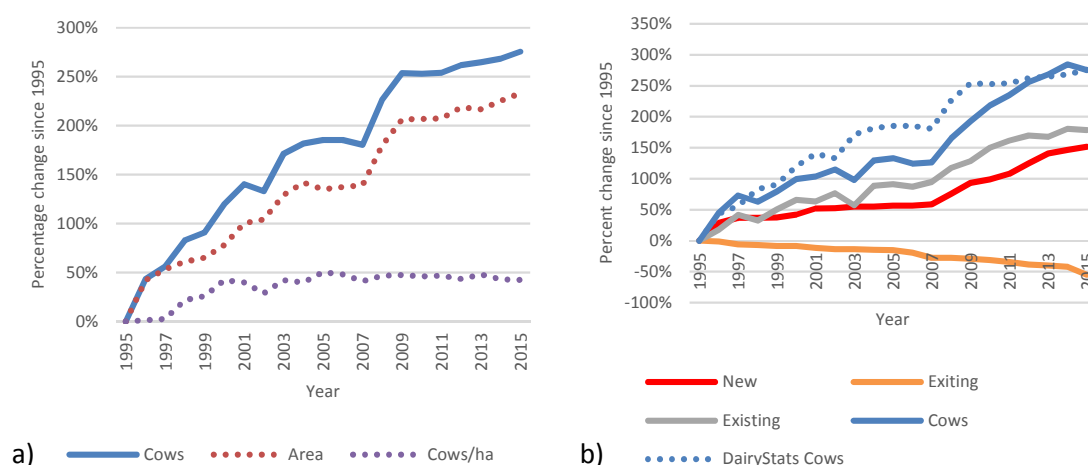 300%
250%
200%
150%
100%
50%
0%
Percentage change since 1995
1995
1997
1999
2001
2003
2005
2007
2009
2011
2013
2015
Year
a)
Cows
Area
Cows/ha
350%
300%
250%
200%
150%
100%
50%
0%
-50%
-100%
Percent change since 1995
1995
1997
1999
2001
2003
2005
2007
2009
2011
2013
2015
Year
New
Exiting
Existing
Cows
b)
DairyStats Cows